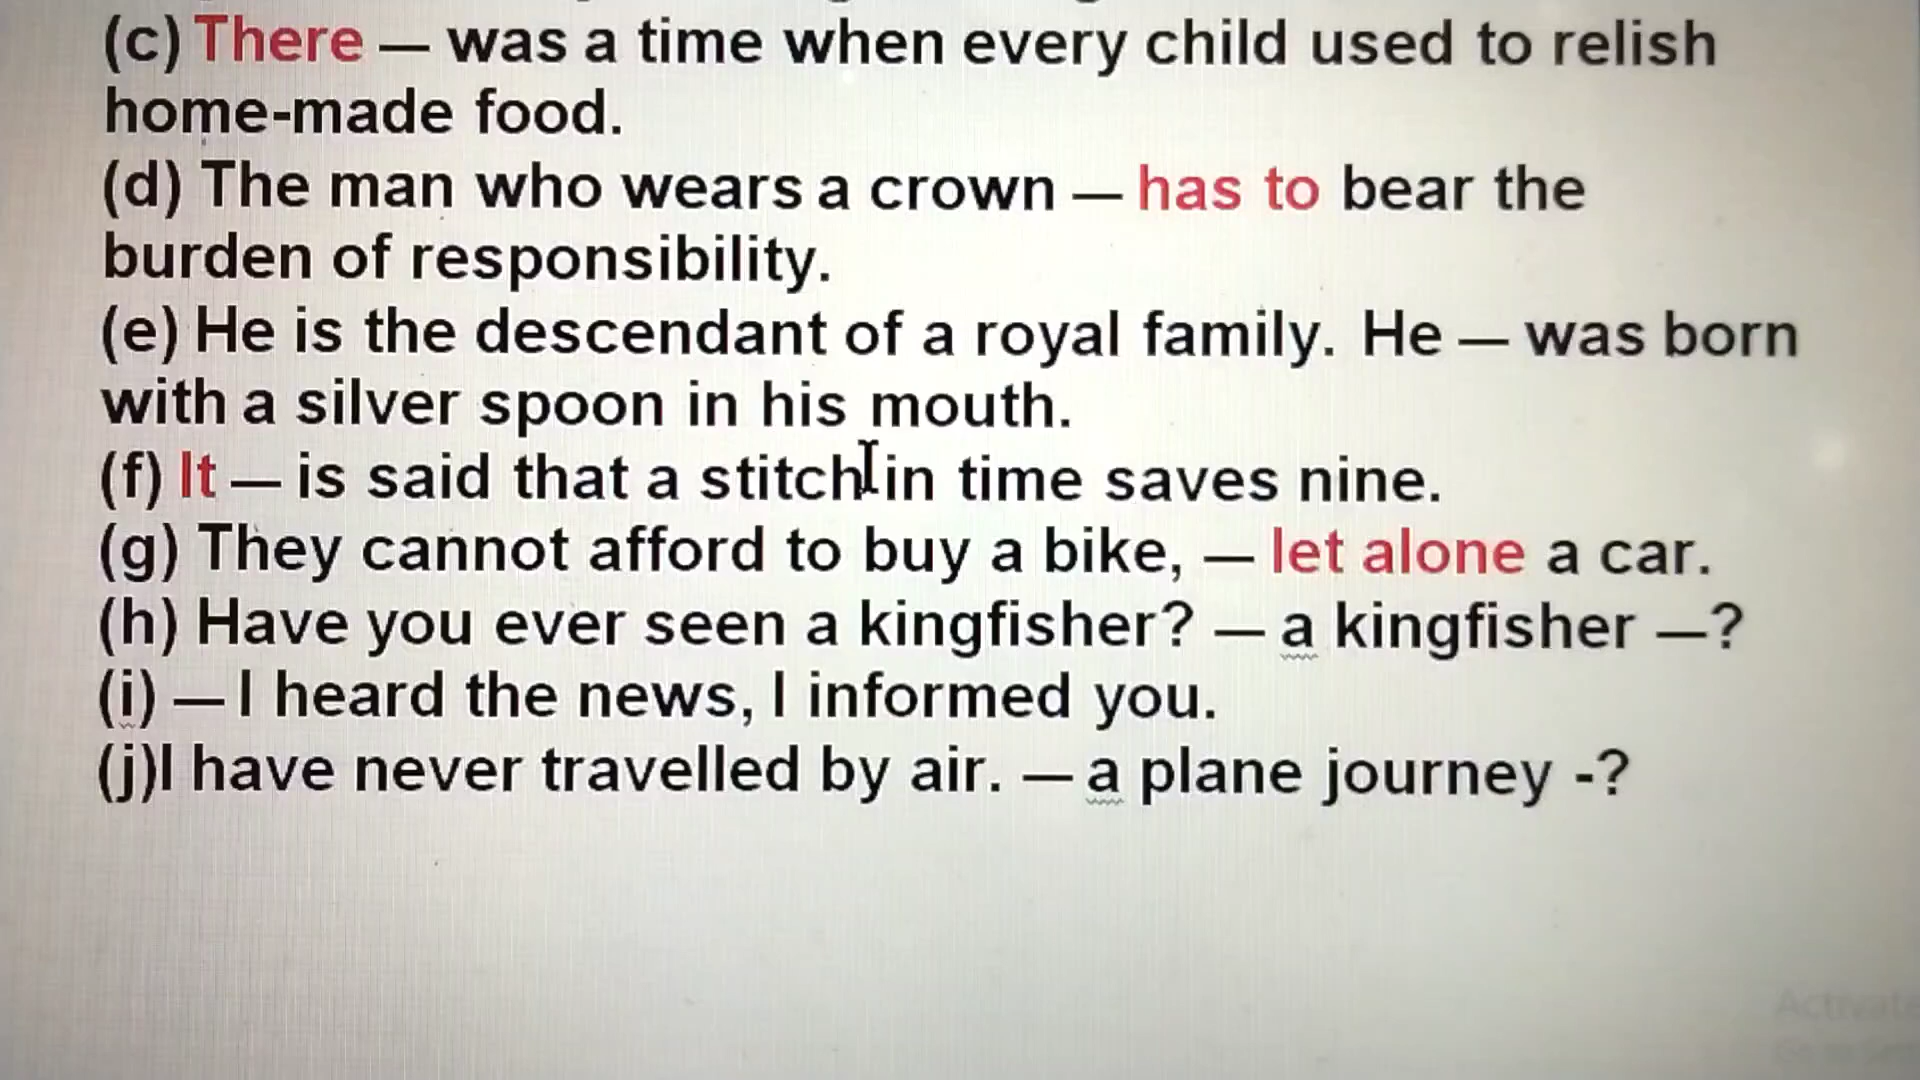 (c) There — was a time when every child used to relish
home-made food.
(d) The man who wears a crown — has to bear the
burden of responsibility.
(e) He is the descendant of a royal family. He — was born
with a silver spoon in his mouth.
(f) It — is said that a stitch in time saves nine.
(g) They cannot afford to buy a bike, — let alone a car.
(h) Have you ever seen a kingfisher? — a kingfisher —?
(i) — I heard the news, I informed you.
(j)I have never travelled by air. — a plane journey -?
Activate